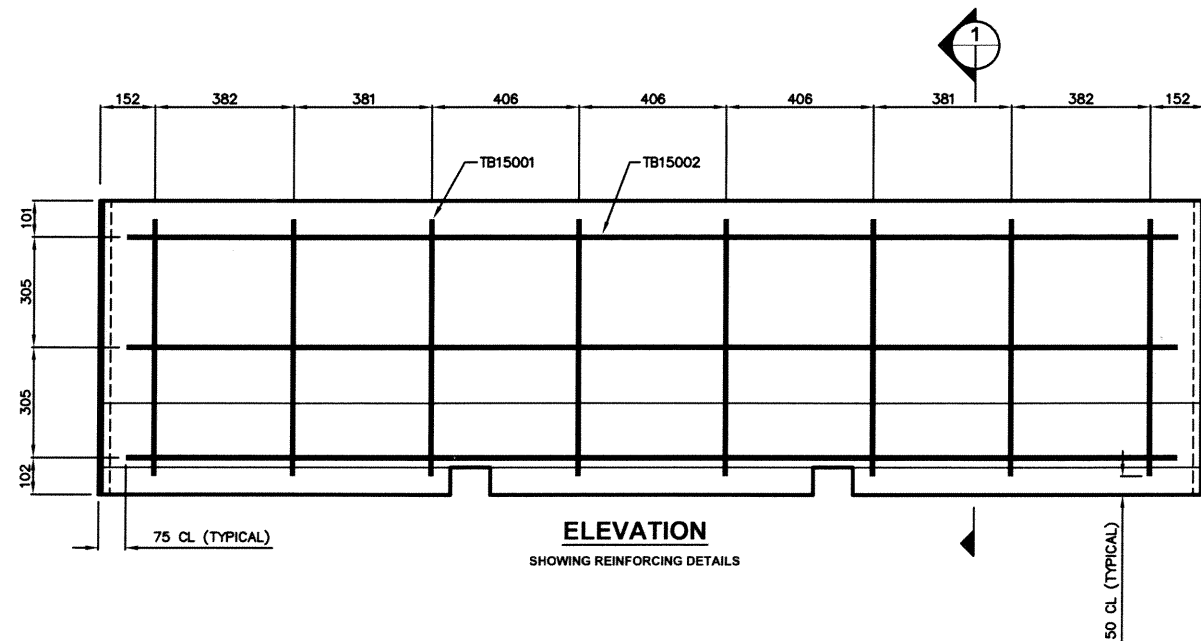 1
152 382 381 406 406 406 381 382 152
TB15001 TB15002
101
305
305
102
75 CL (TYPICAL)
50 CL (TYPICAL)
ELEVATION
SHOWING REINFORCING DETAILS